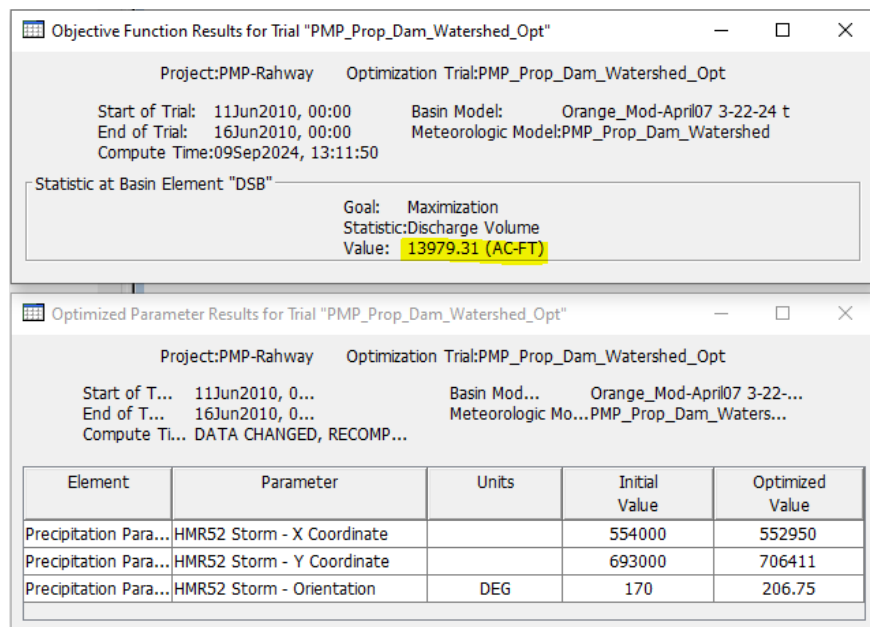 Objective Function Results for Trial "PMP_Prop_Dam_Watershed_Opt"
Project:PMP-Rahway Optimization Trial:PMP_Prop_Dam_Watershed_Opt
Start of Trial: 11Jun2010, 00:00 Basin Model: Orange_Mod-April07 3-22-24 t
End of Trial: 16Jun2010, 00:00 Meteorologic Model:PMP_Prop_Dam_Watershed
Compute Time:09Sep2024, 13:11:50
Statistic at Basin Element "DSB"
Goal: Maximization
Statistic:Discharge Volume
Value: 13979.31 (AC-FT)
Optimized Parameter Results for Trial "PMP_Prop_Dam_Watershed_Opt"
Project:PMP-Rahway Optimization Trial:PMP_Prop_Dam_Watershed_Opt
Start of T... 11Jun2010, 0... Basin Mod... Orange_Mod-April07 3-22-...
End of T... 16Jun2010, 0... Meteorologic Mo...PMP_Prop_Dam_Waters...
Compute Ti... DATA CHANGED, RECOMP...
Element Parameter Units Initial Value Optimized Value
Precipitation Para... HMR52 Storm - X Coordinate 554000 552950
Precipitation Para... HMR52 Storm - Y Coordinate 693000 706411
Precipitation Para... HMR52 Storm - Orientation DEG 170 206.75